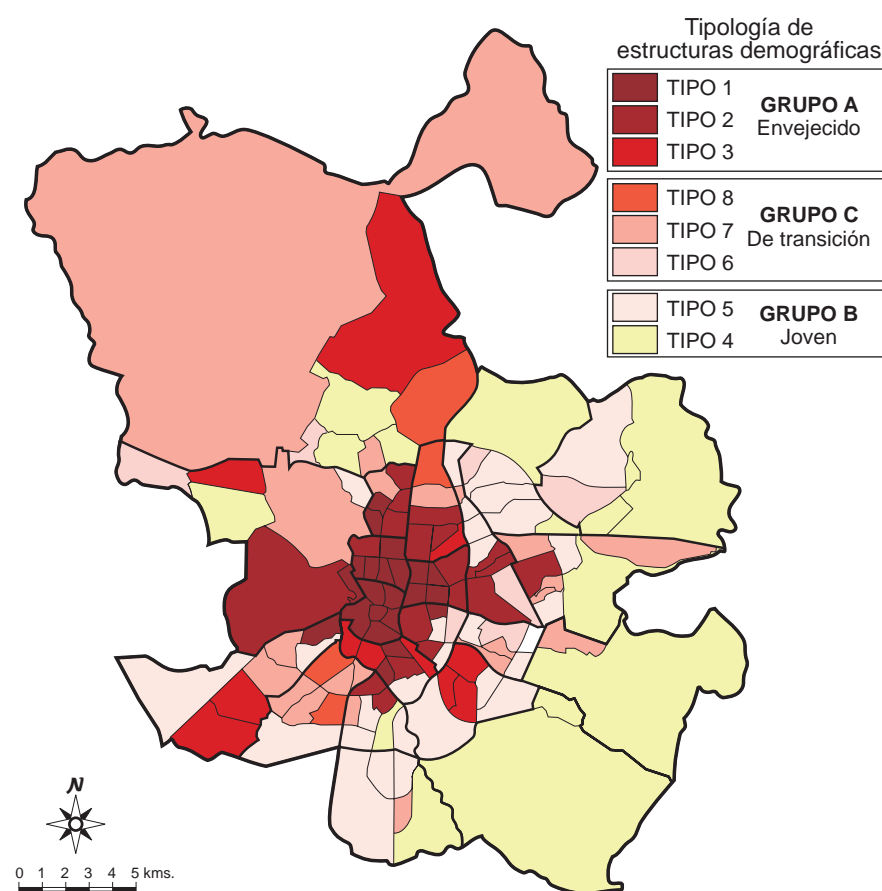 Tipología de
estructuras demográficas
TIPO 1
TIPO 2
TIPO 3
GRUPO A
Envejecido
TIPO 8
TIPO 7
TIPO 6
GRUPO C
De transición
TIPO 5
TIPO 4
GRUPO B
Joven
N
0 1 2 3 4 5 kms.